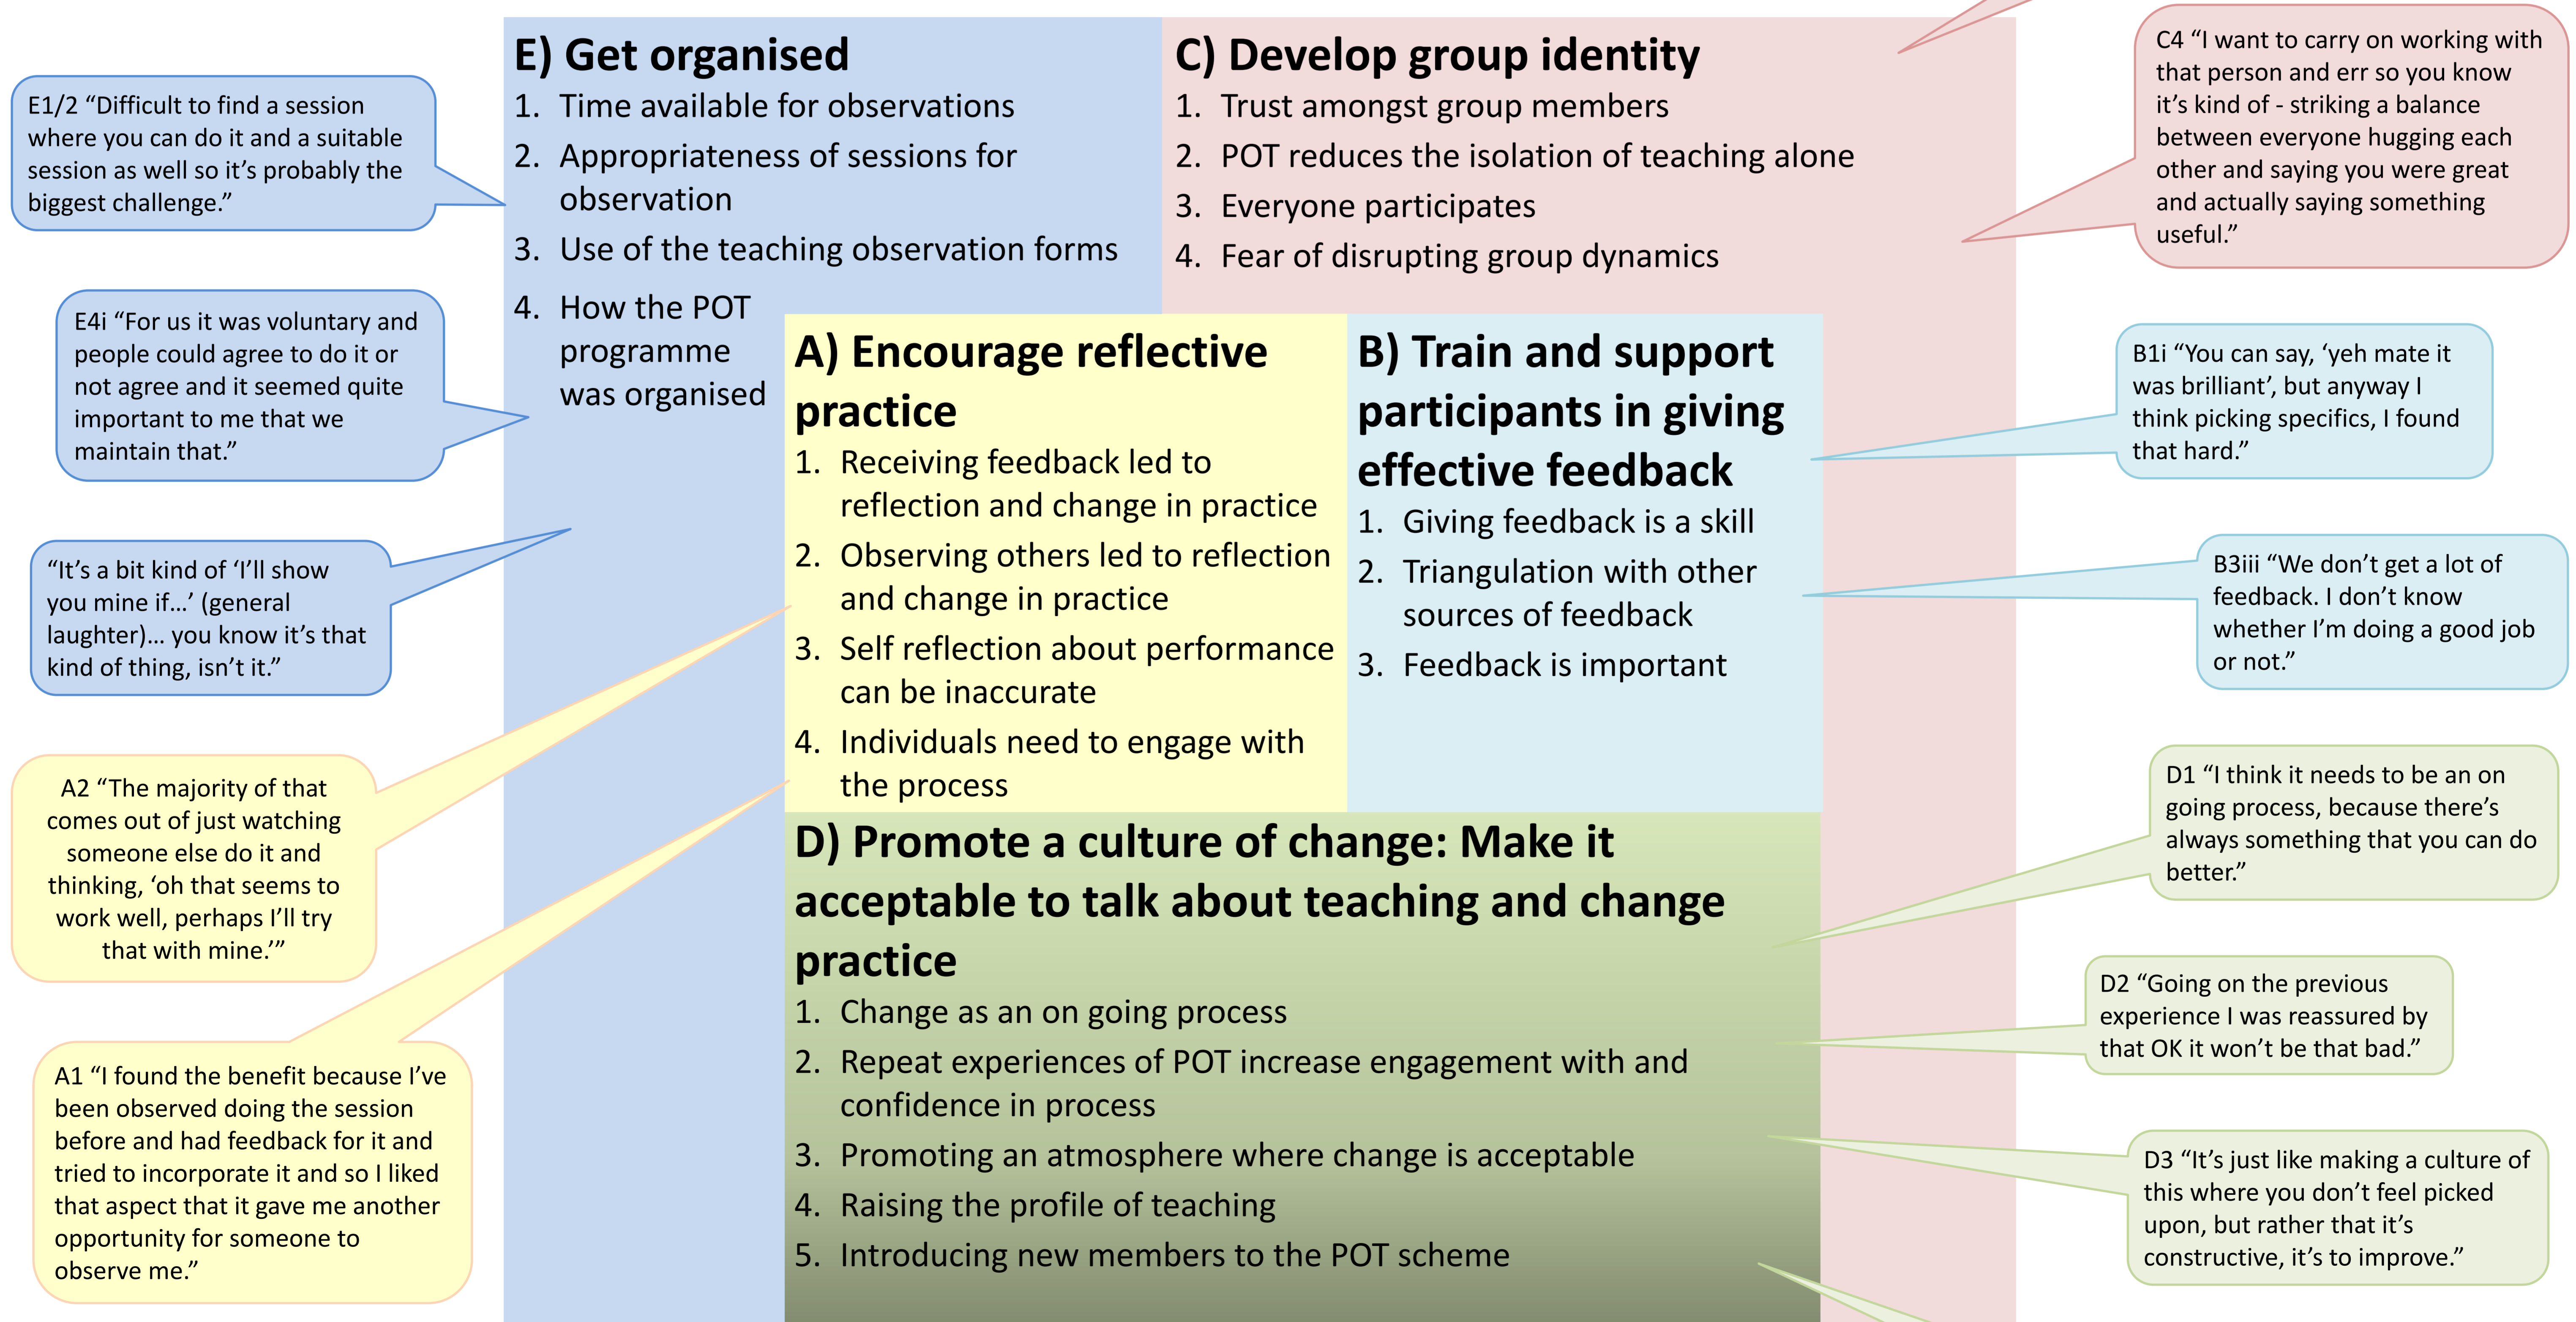 E) Get organised
1. Time available for observations
2. Appropriateness of sessions for
observation
3. Use of the teaching observation forms
4. How the POT
programme
was organised
C) Develop group identity
1. Trust amongst group members
2. POT reduces the isolation of teaching alone
3. Everyone participates
4. Fear of disrupting group dynamics
A) Encourage reflective
practice
1. Receiving feedback led to
reflection and change in practice
2. Observing others led to reflection
and change in practice
3. Self reflection about performance
can be inaccurate
4. Individuals need to engage with
the process
B) Train and support
participants in giving
effective feedback
1. Giving feedback is a skill
2. Triangulation with other
sources of feedback
3. Feedback is important
D) Promote a culture of change: Make it
acceptable to talk about teaching and change
practice
1. Change as an on going process
2. Repeat experiences of POT increase engagement with and
confidence in process
3. Promoting an atmosphere where change is acceptable
4. Raising the profile of teaching
5. Introducing new members to the POT scheme
E1/2 “Difficult to find a session
where you can do it and a suitable
session as well so it’s probably the
biggest challenge.”
E4i “For us it was voluntary and
people could agree to do it or
not agree and it seemed quite
important to me that we
maintain that.”
“It’s a bit kind of ‘I’ll show
you mine if…’ (general
laughter)… you know it’s that
kind of thing, isn’t it.”
A2 “The majority of that
comes out of just watching
someone else do it and
thinking, ‘oh that seems to
work well, perhaps I’ll try
that with mine.’”
A1 “I found the benefit because I’ve
been observed doing the session
before and had feedback for it and
tried to incorporate it and so I liked
that aspect that it gave me another
opportunity for someone to
observe me.”
C4 “I want to carry on working with
that person and err so you know
it’s kind of - striking a balance
between everyone hugging each
other and saying you were great
and actually saying something
useful.”
B1i “You can say, ‘yeh mate it
was brilliant’, but anyway I
think picking specifics, I found
that hard.”
B3iii “We don’t get a lot of
feedback. I don’t know
whether I’m doing a good job
or not.”
D1 “I think it needs to be an on
going process, because there’s
always something that you can do
better.”
D2 “Going on the previous
experience I was reassured by
that OK it won’t be that bad.”
D3 “It’s just like making a culture of
this where you don’t feel picked
upon, but rather that it’s
constructive, it’s to improve.”